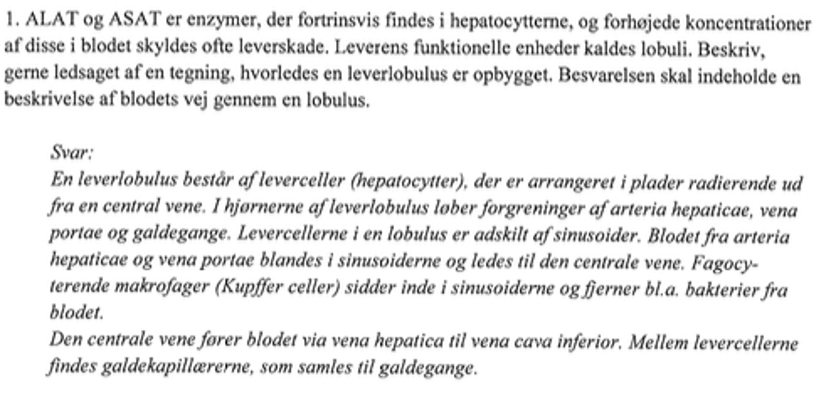 1. ALAT og ASAT er enzymer, der fortrinsvis findes i hepatocytterne, og forhøjede koncentrationer
af disse i blodet skyldes ofte leverskade. Leverens funktionelle enheder kaldes lobuli. Beskriv,
gerne ledsaget af en tegning, hvorledes en leverlobulus er opbygget. Besvarelsen skal indeholde en
beskrivelse af blodets vej gennem en lobulus.
Svar:
En leverlobulus består af leverceller (hepatocytter), der er arrangeret i plader radierende ud
fra en central vene. I hjørnerne af leverlobulus løber forgreninger af arteria hepaticae, vena
portae og galdegange. Levercellerne i en lobulus er adskilt af sinusoider. Blodet fra arteria
hepaticae og vena portae blandes i sinusoiderne og ledes til den centrale vene. Fagocy-
terende makrofager (Kupffer celler) sidder inde i sinusoiderne og fjerner bl.a. bakterier fra
blodet.
Den centrale vene fører blodet via vena hepatica til vena cava inferior. Mellem levercellerne
findes galdekapillærerne, som samles til galdegange.